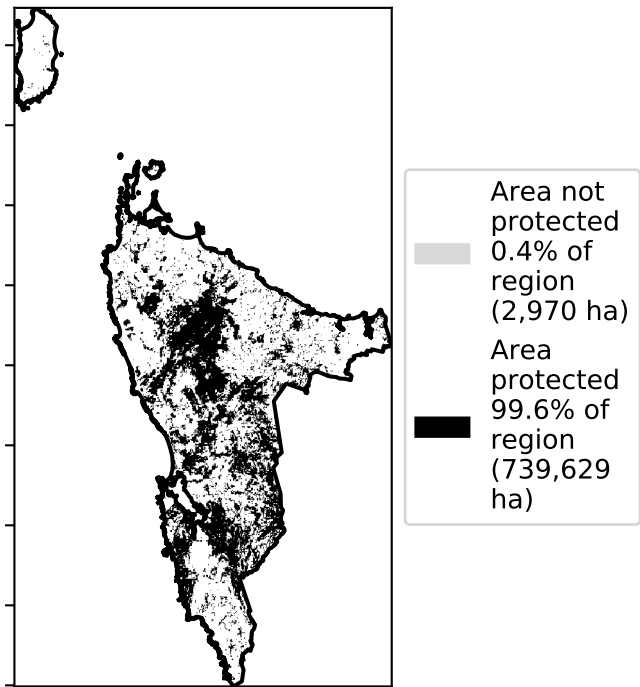 Area not
protected
0.4% of
region
(2,970 ha)
Area
protected
99.6% of
region
(739,629
ha)